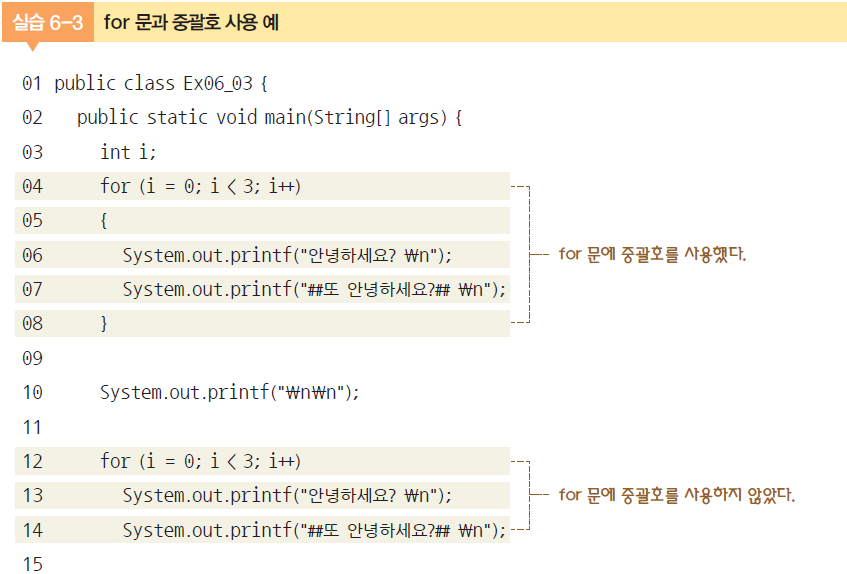 실습 6-3 for 문과 중괄호 사용 예
01 public class Ex06_03 {
02 public static void main(String[] args) {
03 int i;
04 for (i = 0; i < 3; i++)
05 {
06 System.out.printf("안녕하세요? ₩n");
for 문에 중괄호를 사용했다.
07 System.out.printf("##또 안녕하세요?## ₩n");
08 }
09
10 System.out.printf("₩n₩n");
11
12 for (i = 0; i < 3; i++)
13 System.out.printf("안녕하세요? ₩n");
for 문에 중괄호를 사용하지 않았다.
14 System.out.printf("##또 안녕하세요?## ₩n");
15